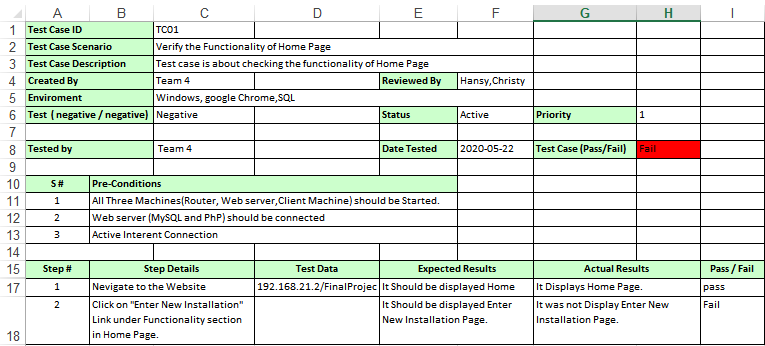 A B C D E F G H I
1 Test Case ID TC01
2 Test Case Scenario Verify the Functionality of Home Page
3 Test Case Description Test case is about checking the functionality of Home Page
4 Created By Team 4 Reviewed By Hansy,Christy
5 Enviroment Windows, google Chrome,SQL
6 Test ( negative / negative) Negative Status Active Priority 1
7
8 Tested by Team 4 Date Tested 2020-05-22 Test Case (Pass/Fail) Fail
9
10 S # Pre-Conditions
11 1 All Three Machines(Router, Web server,Client Machine) should be Started.
12 2 Web server (MySQL and PhP) should be connected
13 3 Active Interent Connection
14
15 Step # Step Details Test Data Expected Results Actual Results Pass / Fail
17 1 Nevigate to the Website 192.168.21.2/FinalProjec It Should be displayed Home It Displays Home Page. pass
2 Click on "Enter New Installation" It Should be displayed Enter It was not Display Enter New Fail
Link under Functionality section New Installation Page. Installation Page.
18 in Home Page.